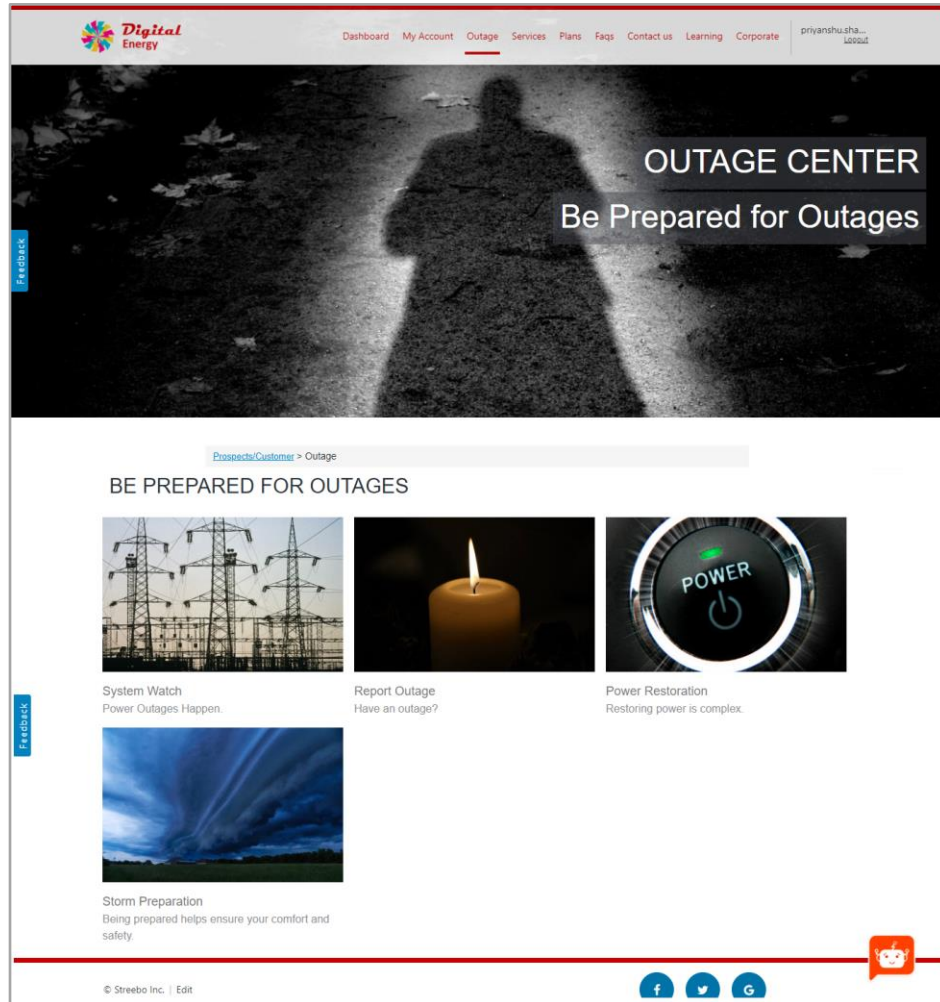 Digital
Energy
Dashboard My Account Outage Services Plans Faqs Contact us Learning Corporate
priyanshu.sha...
Logout
OUTAGE CENTER
Be Prepared for Outages
Feedback
Prospects/Customer > Outage
BE PREPARED FOR OUTAGES
POWER
System Watch
Power Outages Happen.
Report Outage
Have an outage?
Power Restoration
Restoring power is complex.
Feedback
Storm Preparation
Being prepared helps ensure your comfort and
safety.
© Streebo Inc. | Edit
f
G